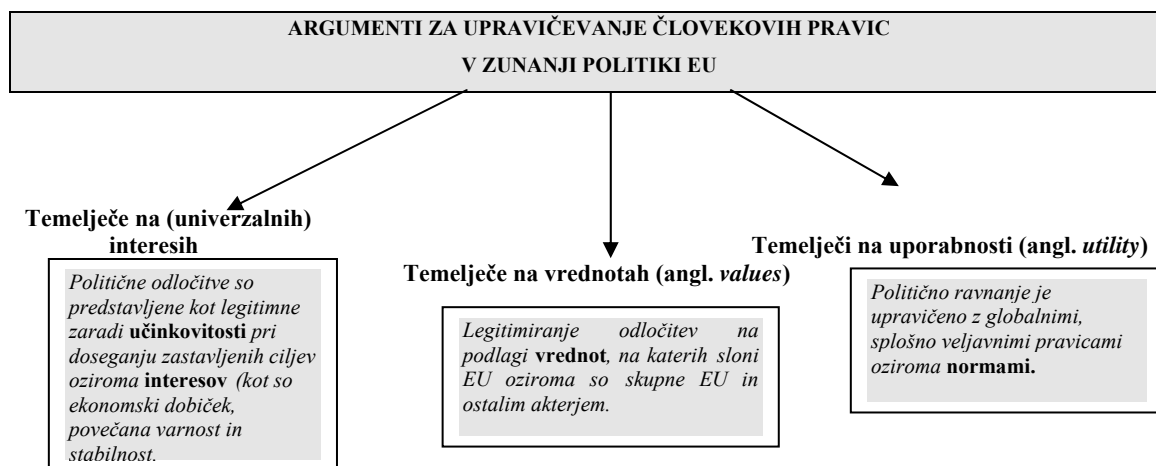 ARGUMENTI ZA UPRAVIČEVANJE ČLOVEKOVIH PRAVIC
V ZUNANJI POLITIKI EU
Temelječe na (univerzalnih)
interesih
Politične odločitve so
predstavljene kot legitimne
zaradi učinkovitosti pri
doseganju zastavljenih ciljev
oziroma interesov (kot so
ekonomski dobiček,
povečana varnost in
stabilnost.
Temelječe na vrednotah (angl. values)
Legitimiranje odločitev na
podlagi vrednot, na katerih sloni
EU oziroma so skupne EU in
ostalim akterjem.
Temelječi na uporabnosti (angl. utility)
Politično ravnanje je
upravičeno z globalnimi,
splošno veljavnimi pravicami
oziroma normami.